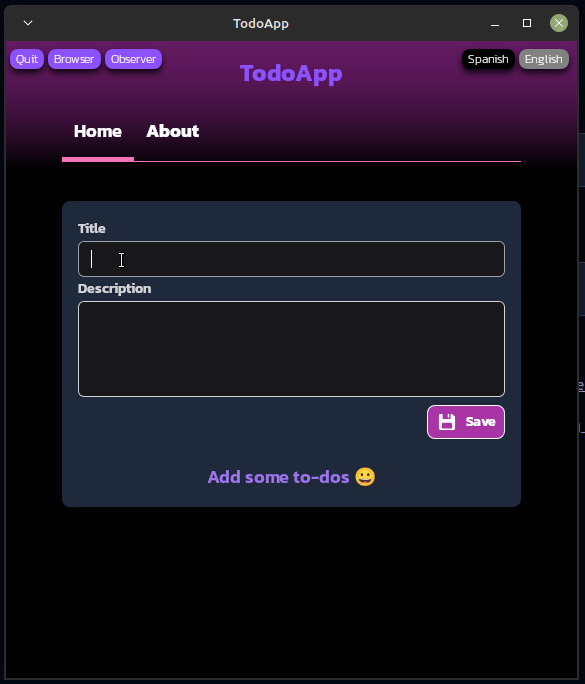 TodoApp
Quit Browser Observer
Spanish English
TodoApp
Home About
Title
Description
Save
Add some to-dos 😀